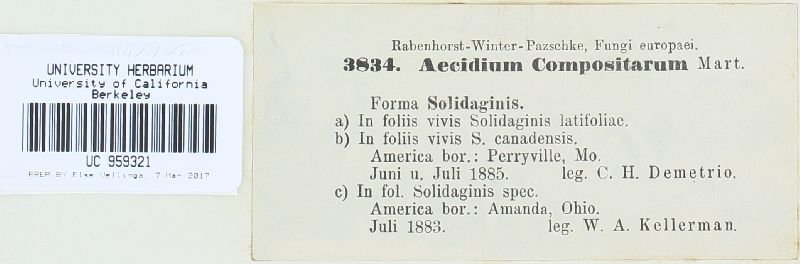 UNIVERSITY HERBARIUM
University of California
Berkeley
UC 959321
PREP BY Else Vellinga, 7 Mar 2017
Rabenhorst-Winter-Pazschke, Fungi europaei.
3834. Aecidium Compositarum Mart.
Forma Solidaginis.
a) In foliis vivis Solidaginis latifoliae.
b) In foliis vivis S. canadensis.
America bor.: Perryville, Mo.
Juni u. Juli 1885. leg. C. H. Demetrio.
c) In fol. Solidaginis spec.
America bor.: Amanda, Ohio.
Juli 1883. leg. W. A. Kellerman.